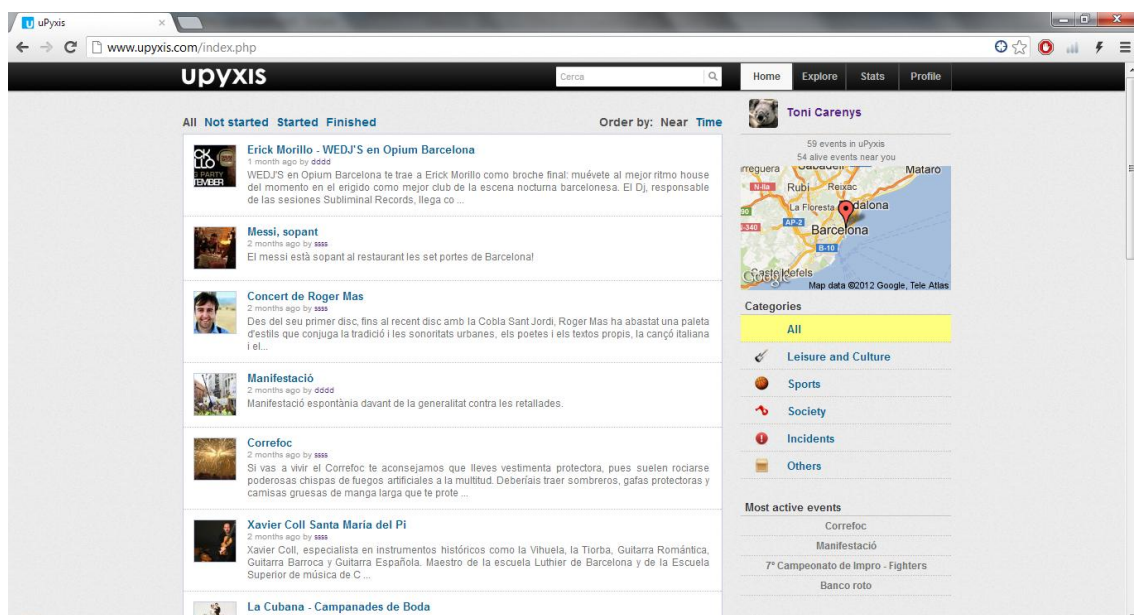 uPyxis
www.upyxis.com/index.php
upyxis
Cerca
Home Explore Stats Profile
All Not started Started Finished
Order by: Near Time
Erick Morillo - WEDJ'S en Opium Barcelona
1 month ago by dddd
WEDJ'S en Opium Barcelona te trae a Erick Morillo como broche final: muévete al mejor ritmo house
del momento en el erigido como mejor club de la escena nocturna barcelonesa. El Dj, responsable
de las sesiones Subliminal Records, llega co ...
Messi, sopant
2 months ago by ssss
El messi està sopant al restaurant les set portes de Barcelona!
Concert de Roger Mas
2 months ago by ssss
Des del seu primer disc, fins al recent disc amb la Cobla Sant Jordi, Roger Mas ha abastat una paleta
d'estils que conjuga la tradició i les sonoritats urbanes, els poetes i els textos propis, la cançó italiana
i el...
Manifestació
2 months ago by dddd
Manifestació espontània davant de la generalitat contra les retallades.
Correfoc
2 months ago by ssss
Si vas a vivir el Correfoc te aconsejamos que lleves vestimenta protectora, pues suelen rociarse
poderosas chispas de fuegos artificiales a la multitud. Deberíais traer sombreros, gafas protectoras y
camisas gruesas de manga larga que te prote ...
Xavier Coll Santa Maria del Pi
2 months ago by ssss
Xavier Coll, especialista en instrumentos históricos como la Vihuela, la Tiorba, Guitarra Romántica,
Guitarra Barroca y Guitarra Española. Maestro de la escuela Luthier de Barcelona y de la Escuela
Superior de música de C ...
La Cubana - Campanades de Boda
Toni Carenys
59 events in uPyxis
54 alive events near you
Mataro
N-IIa Rubi Reixac
La Floresta dalona
AP-2
Barcelona
B-10
Google
Map data ©2012 Google, Tele Atlas
Categories
All
Leisure and Culture
Sports
Society
Incidents
Others
Most active events
Correfoc
Manifestació
7º Campeonato de Impro - Fighters
Banco roto